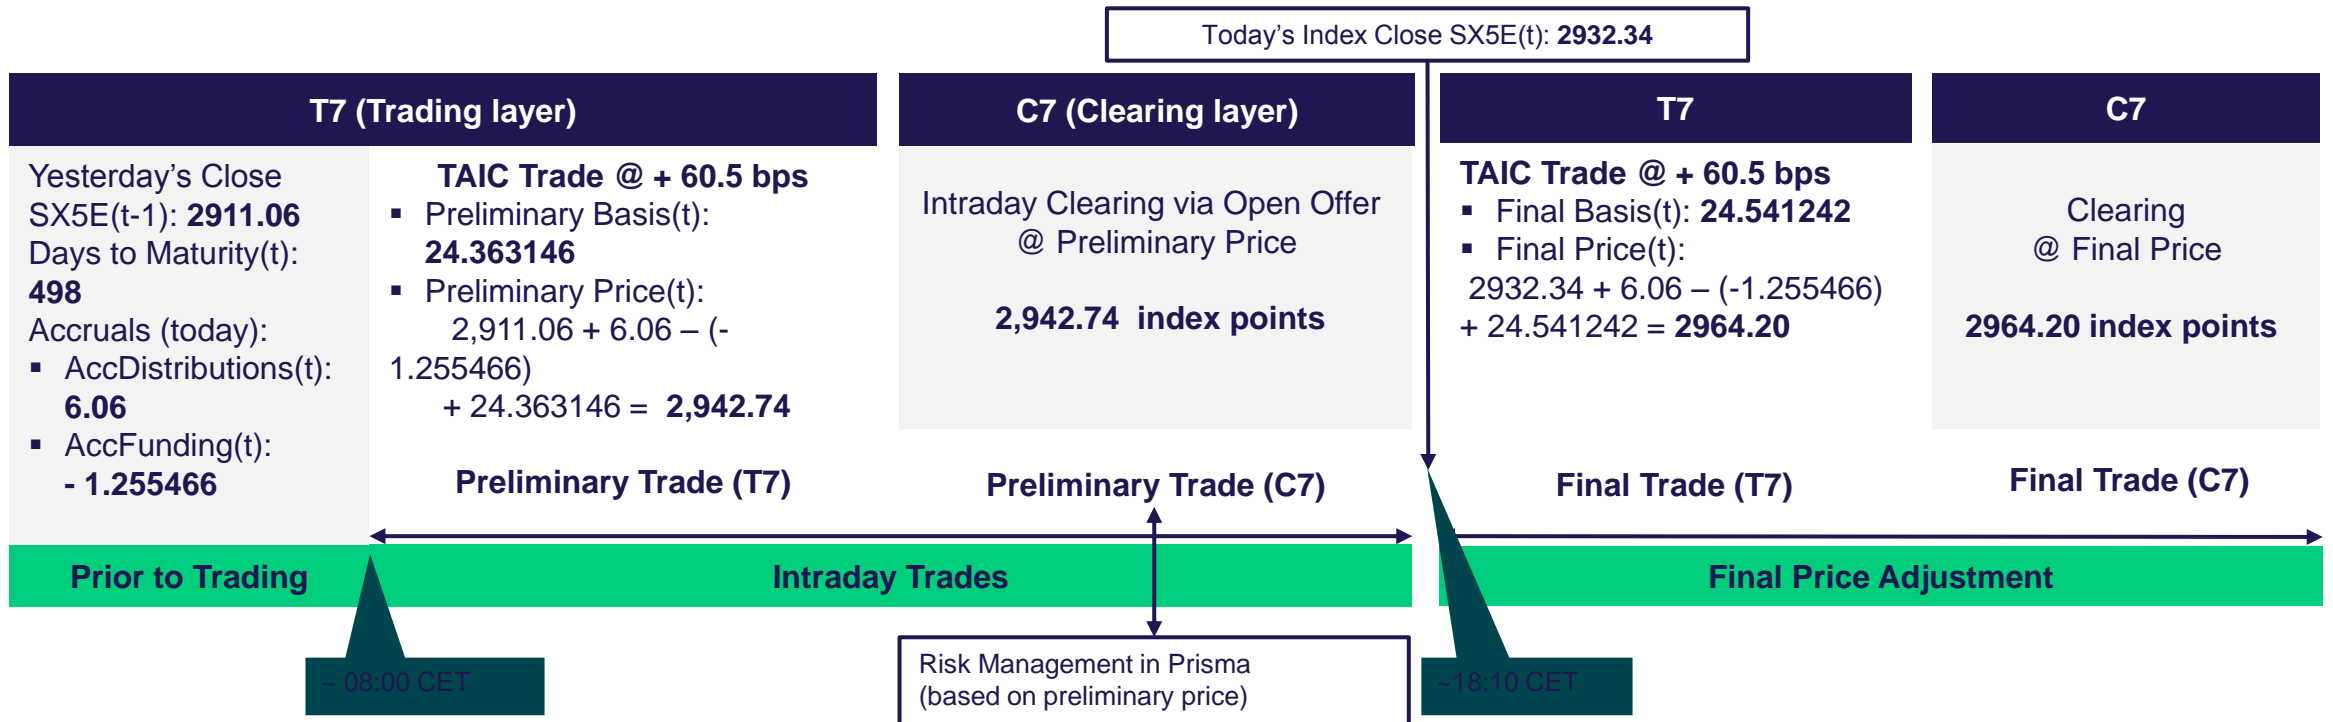 Today's Index Close SX5E(t): 2932.34
T7 (Trading layer)
C7 (Clearing layer)
T7
C7
Yesterday's Close
SX5E(t-1): 2911.06
Days to Maturity(t):
498
Accruals (today):
▪ AccDistributions(t):
6.06
▪ AccFunding(t):
- 1.255466
TAIC Trade @ + 60.5 bps
▪ Preliminary Basis(t):
24.363146
▪ Preliminary Price(t):
2,911.06 + 6.06 – (-
1.255466)
+ 24.363146 = 2,942.74
Preliminary Trade (T7)
Intraday Clearing via Open Offer
@ Preliminary Price
2,942.74 index points
Preliminary Trade (C7)
TAIC Trade @ + 60.5 bps
▪ Final Basis(t): 24.541242
▪ Final Price(t):
2932.34 + 6.06 – (-1.255466)
+ 24.541242 = 2964.20
Final Trade (T7)
Clearing
@ Final Price
2964.20 index points
Final Trade (C7)
Prior to Trading
Intraday Trades
Final Price Adjustment
~ 08:00 CET
Risk Management in Prisma
(based on preliminary price)
~18:10 CET